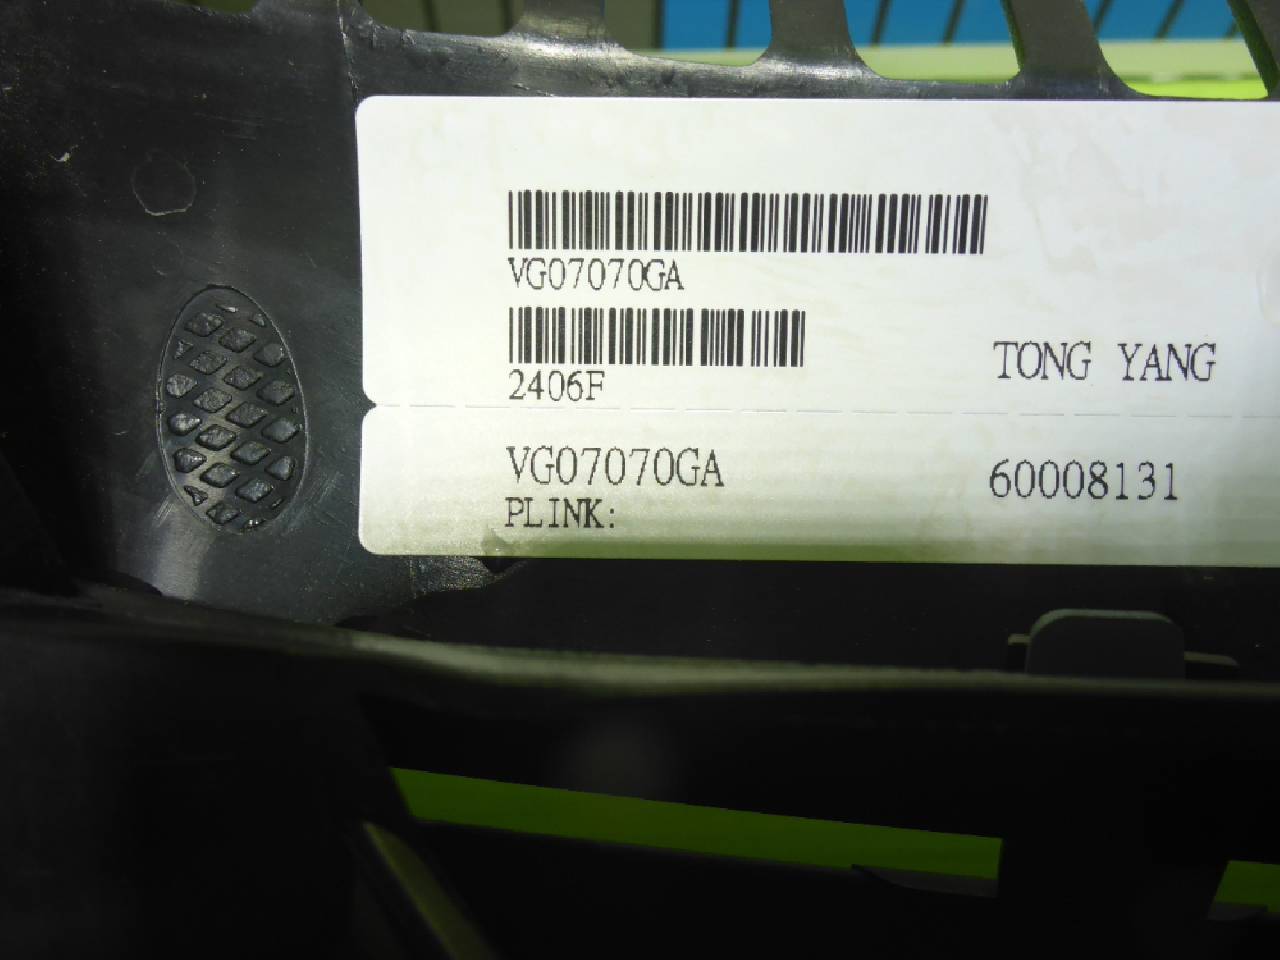 VG07070GA
2406F
TONG YANG
VG07070GA
60008131
PLINK: